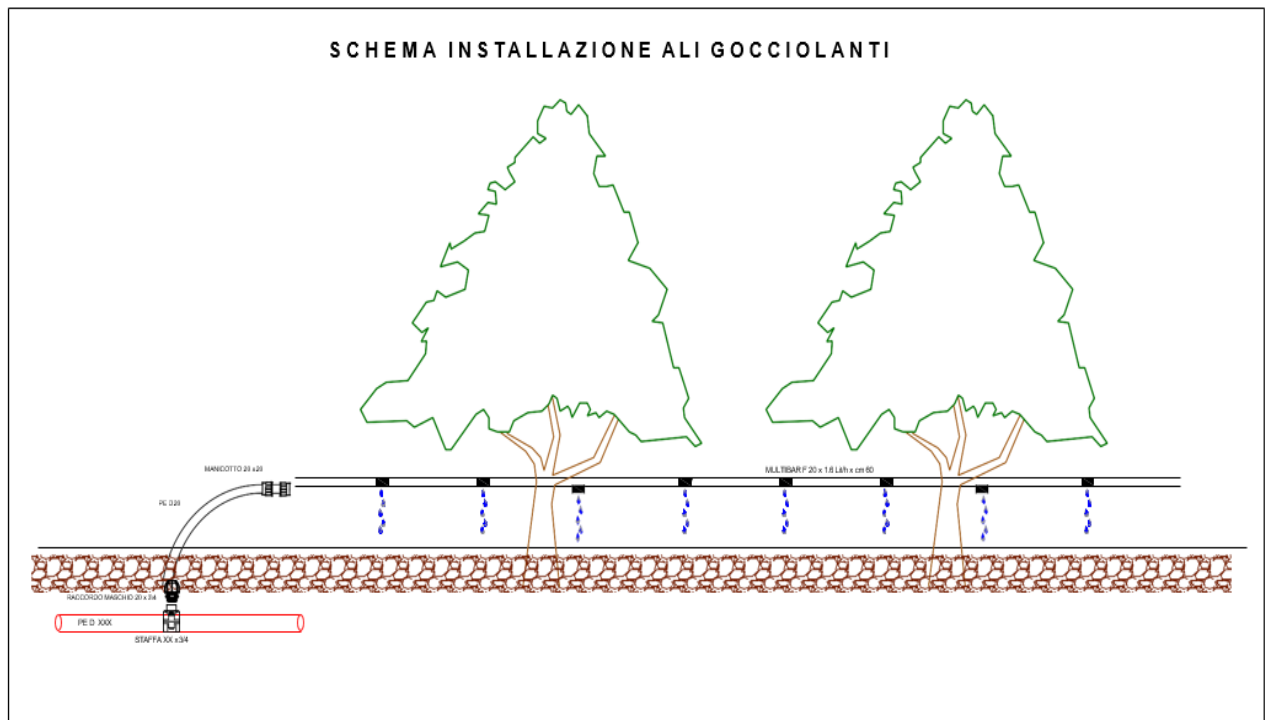 SCHEMA INSTALLAZIONE ALI GOCCIOLANTI
MANICOTTO 20 x20
MULTIBAR F 20 x 1.6 Lit/h x cm 60
PE D20
RACCORDO MASCHIO 20 x 3/4
PE D XXX
STAFFA XX x3/4